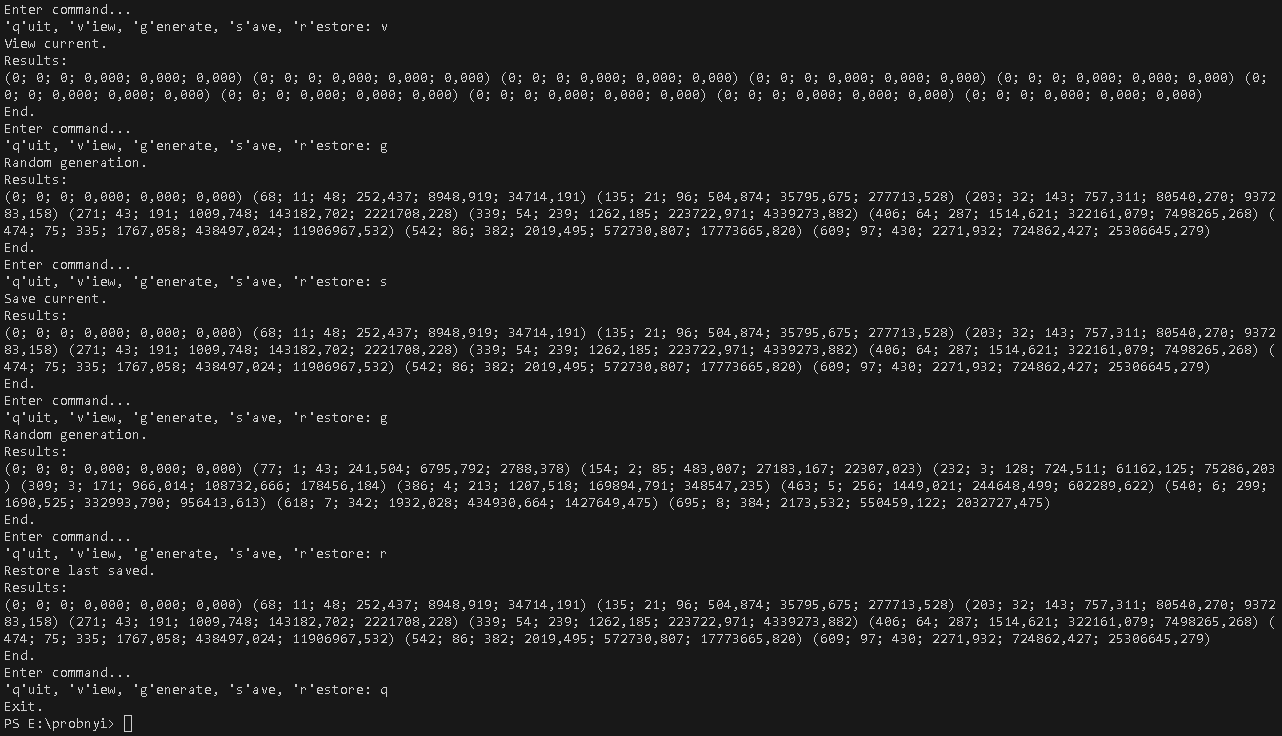 Enter command...
'q'uit, 'v'iew, 'g'enerate, 's'ave, 'r'estore: v
View current.
Results:
(0; 0; 0; 0,000; 0,000; 0,000) (0; 0; 0; 0,000; 0,000; 0,000) (0; 0; 0; 0,000; 0,000; 0,000) (0; 0; 0; 0,000; 0,000; 0,000) (0; 0; 0; 0,000; 0,000; 0,000) (0;
0; 0; 0,000; 0,000; 0,000) (0; 0; 0; 0,000; 0,000; 0,000) (0; 0; 0; 0,000; 0,000; 0,000) (0; 0; 0; 0,000; 0,000; 0,000) (0; 0; 0; 0,000; 0,000; 0,000)
End.
Enter command...
'q'uit, 'v'iew, 'g'enerate, 's'ave, 'r'estore: g
Random generation.
Results:
(0; 0; 0; 0,000; 0,000; 0,000) (68; 11; 48; 252,437; 8948,919; 34714,191) (135; 21; 96; 504,874; 35795,675; 277713,528) (203; 32; 143; 757,311; 80540,270; 9372
83,158) (271; 43; 191; 1009,748; 143182,702; 2221708,228) (339; 54; 239; 1262,185; 223722,971; 4339273,882) (406; 64; 287; 1514,621; 322161,079; 7498265,268) (
474; 75; 335; 1767,058; 438497,024; 11906967,532) (542; 86; 382; 2019,495; 572730,807; 17773665,820) (609; 97; 430; 2271,932; 724862,427; 25306645,279)
End.
Enter command...
'q'uit, 'v'iew, 'g'enerate, 's'ave, 'r'estore: s
Save current.
Results:
(0; 0; 0; 0,000; 0,000; 0,000) (68; 11; 48; 252,437; 8948,919; 34714,191) (135; 21; 96; 504,874; 35795,675; 277713,528) (203; 32; 143; 757,311; 80540,270; 9372
83,158) (271; 43; 191; 1009,748; 143182,702; 2221708,228) (339; 54; 239; 1262,185; 223722,971; 4339273,882) (406; 64; 287; 1514,621; 322161,079; 7498265,268) (
474; 75; 335; 1767,058; 438497,024; 11906967,532) (542; 86; 382; 2019,495; 572730,807; 17773665,820) (609; 97; 430; 2271,932; 724862,427; 25306645,279)
End.
Enter command...
'q'uit, 'v'iew, 'g'enerate, 's'ave, 'r'estore: g
Random generation.
Results:
(0; 0; 0; 0,000; 0,000; 0,000) (77; 1; 43; 241,504; 6795,792; 2788,378) (154; 2; 85; 483,007; 27183,167; 22307,023) (232; 3; 128; 724,511; 61162,125; 75286,203
) (309; 3; 171; 966,014; 108732,666; 178456,184) (386; 4; 213; 1207,518; 169894,791; 348547,235) (463; 5; 256; 1449,021; 244648,499; 602289,622) (540; 6; 299;
1690,525; 332993,790; 956413,613) (618; 7; 342; 1932,028; 434930,664; 1427649,475) (695; 8; 384; 2173,532; 550459,122; 2032727,475)
End.
Enter command...
'q'uit, 'v'iew, 'g'enerate, 's'ave, 'r'estore: r
Restore last saved.
Results:
(0; 0; 0; 0,000; 0,000; 0,000) (68; 11; 48; 252,437; 8948,919; 34714,191) (135; 21; 96; 504,874; 35795,675; 277713,528) (203; 32; 143; 757,311; 80540,270; 9372
83,158) (271; 43; 191; 1009,748; 143182,702; 2221708,228) (339; 54; 239; 1262,185; 223722,971; 4339273,882) (406; 64; 287; 1514,621; 322161,079; 7498265,268) (
474; 75; 335; 1767,058; 438497,024; 11906967,532) (542; 86; 382; 2019,495; 572730,807; 17773665,820) (609; 97; 430; 2271,932; 724862,427; 25306645,279)
End.
Enter command...
'q'uit, 'v'iew, 'g'enerate, 's'ave, 'r'estore: q
Exit.
PS E:\probnyi>